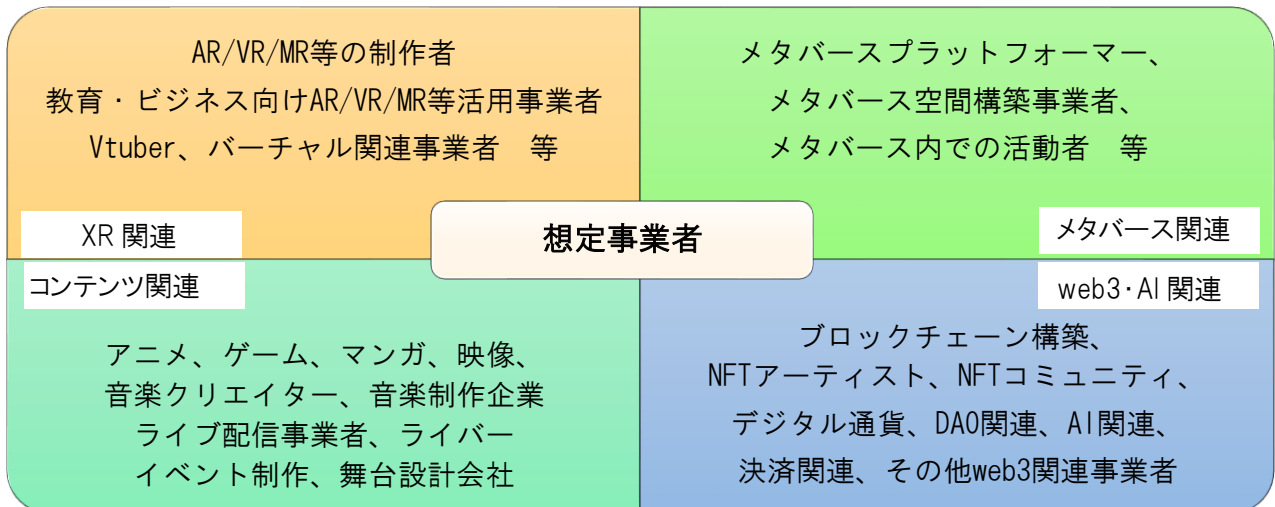 AR/VR/MR等の制作者
教育・ビジネス向けAR/VR/MR等活用事業者
Vtuber、バーチャル関連事業者　等
XR 関連
メタバースプラットフォーマー、
メタバース空間構築事業者、
メタバース内での活動者　等
メタバース関連
想定事業者
コンテンツ関連
アニメ、ゲーム、マンガ、映像、
音楽クリエイター、音楽制作企業
ライブ配信事業者、ライバー
イベント制作、舞台設計会社
web3・AI 関連
ブロックチェーン構築、
NFTアーティスト、NFTコミュニティ、
デジタル通貨、DAO関連、AI関連、
決済関連、その他web3関連事業者